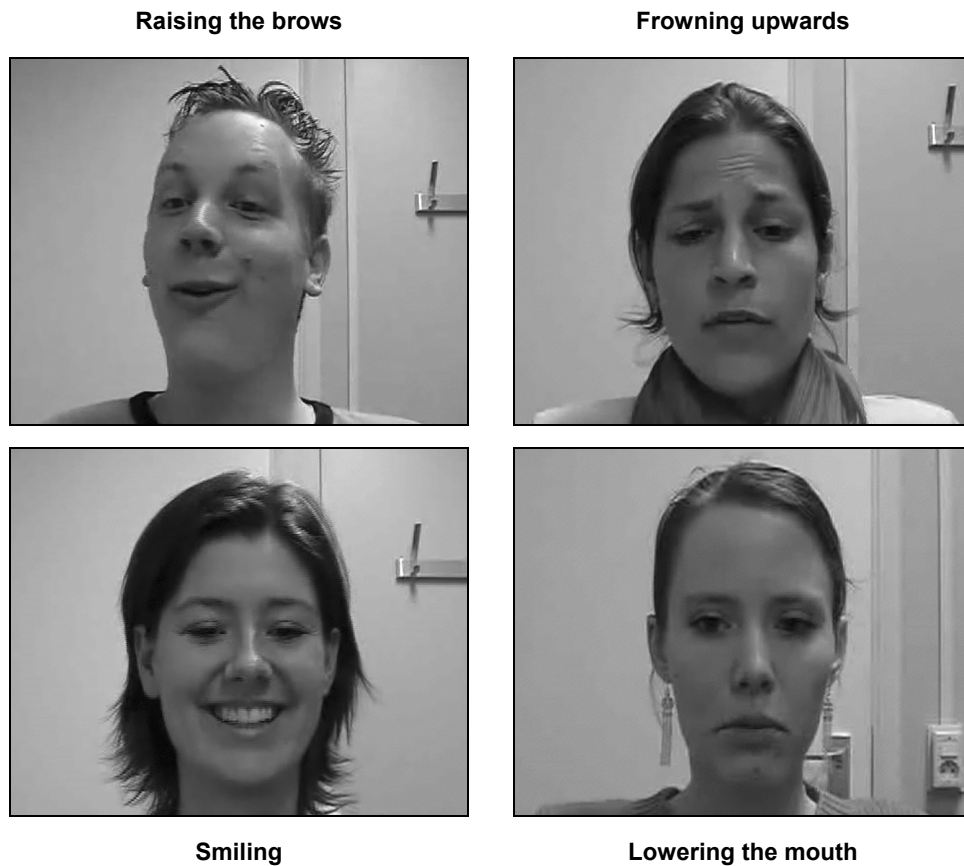 Raising the brows
Frowning upwards
Smiling
Lowering the mouth